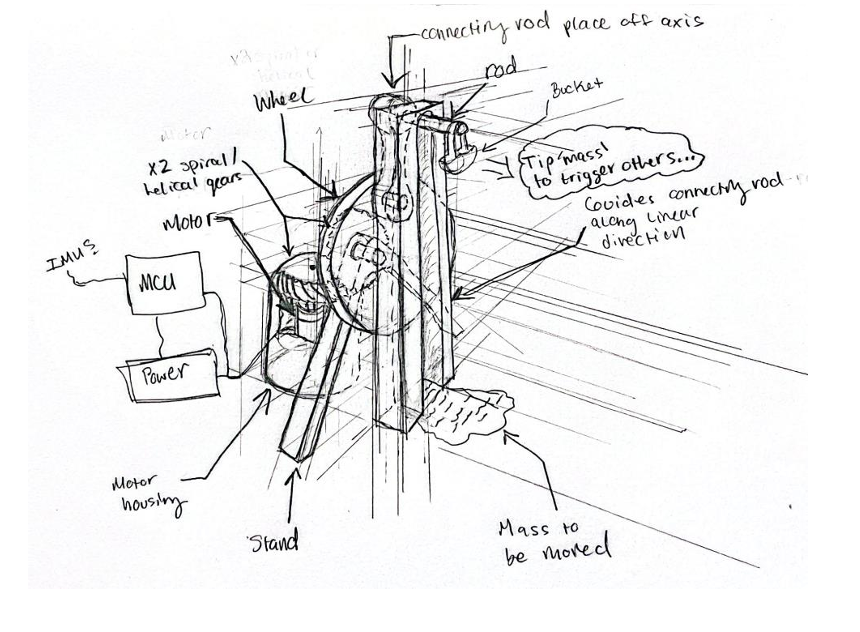 connecting rod place off axis
rod
Bucket
Wheel
Tip mass
to trigger others...
x2 spiral/
helical gears
Guides connecting rod
along linear
direction
Motor
Motor
IMUs
MCU
Power
Motor
housing
Stand
Mass to
be moved